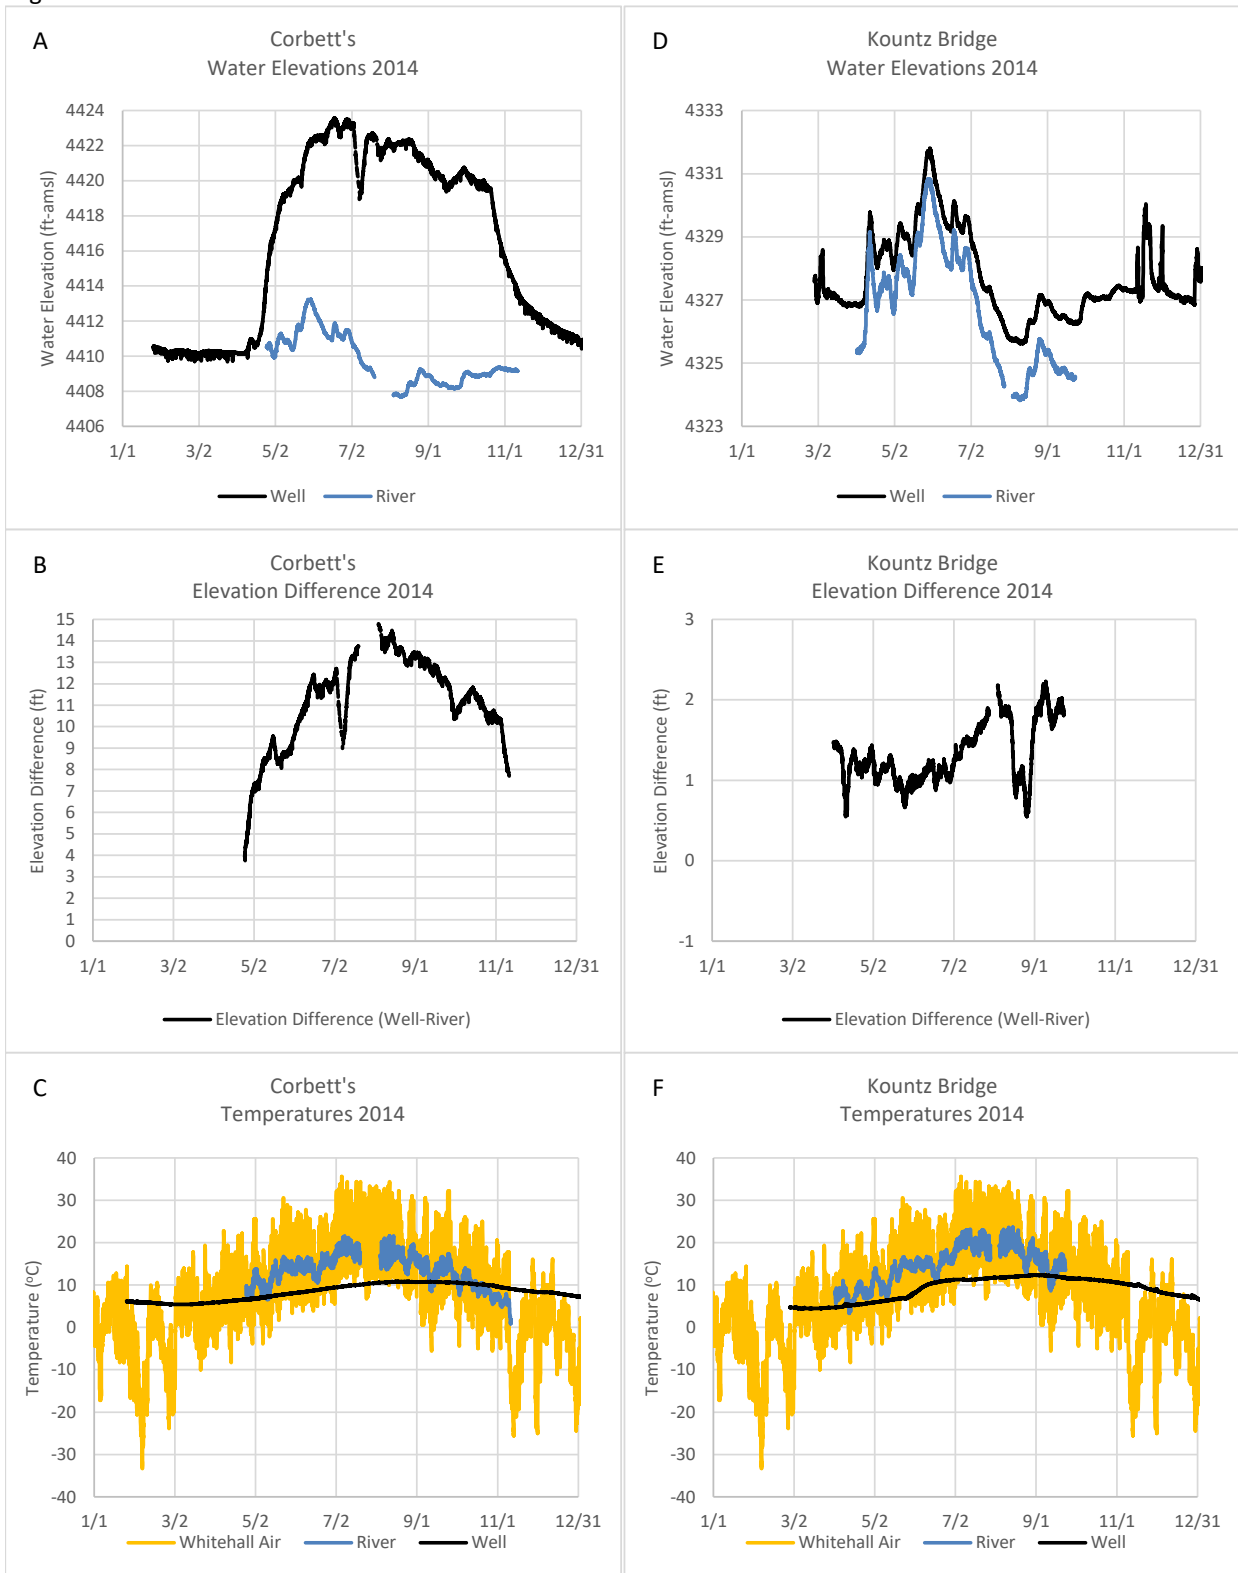 A
Corbett's
Water Elevations 2014
Water Elevation (ft-amsl)
4424
4422
4420
4418
4416
4414
4412
4410
4408
4406
1/1 3/2 5/2 7/2 9/1 11/1 12/31
Well River
D
Kountz Bridge
Water Elevations 2014
Water Elevation (ft-amsl)
4333
4331
4329
4327
4325
4323
1/1 3/2 5/2 7/2 9/1 11/1 12/31
Well River
B
Corbett's
Elevation Difference 2014
Elevation Difference (ft)
15
14
13
12
11
10
9
8
7
6
5
4
3
2
1
0
1/1 3/2 5/2 7/2 9/1 11/1 12/31
Elevation Difference (Well-River)
E
Kountz Bridge
Elevation Difference 2014
Elevation Difference (ft)
3
2
1
0
-1
1/1 3/2 5/2 7/2 9/1 11/1 12/31
Elevation Difference (Well-River)
C
Corbett's
Temperatures 2014
Temperature (°C)
40
30
20
10
0
-10
-20
-30
-40
1/1 3/2 5/2 7/2 9/1 11/1 12/31
Whitehall Air River Well
F
Kountz Bridge
Temperatures 2014
Temperature (°C)
40
30
20
10
0
-10
-20
-30
-40
1/1 3/2 5/2 7/2 9/1 11/1 12/31
Whitehall Air River Well